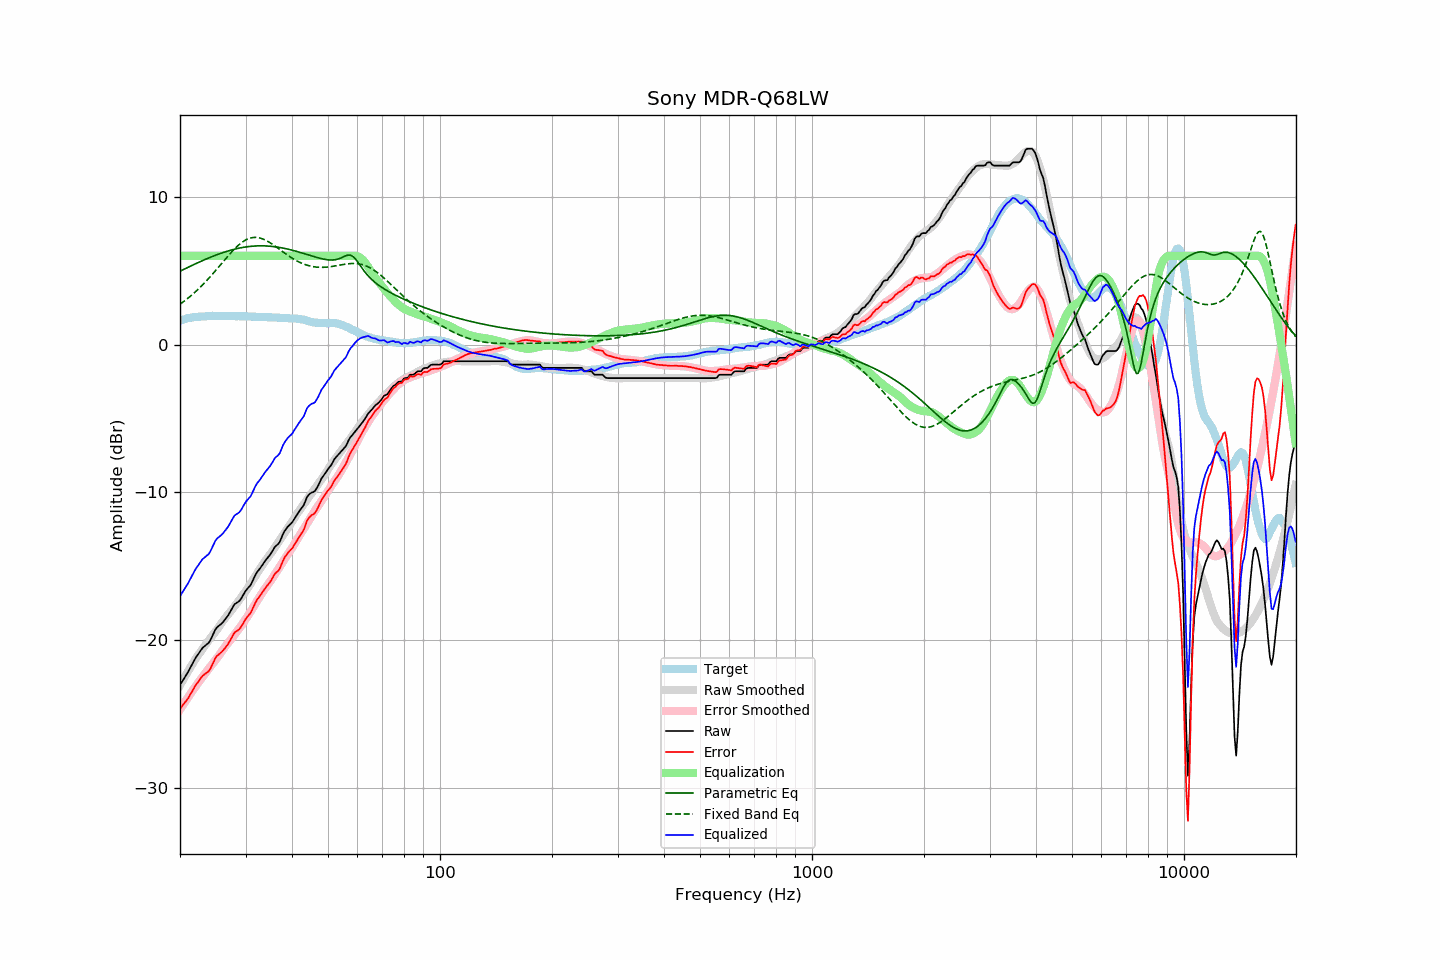 Sony MDR-Q68LW
Amplitude (dBr)
10
0
−10
−20
−30
Target
Raw Smoothed
Error Smoothed
Raw
Error
Equalization
Parametric Eq
Fixed Band Eq
Equalized
100
1000
10000
Frequency (Hz)